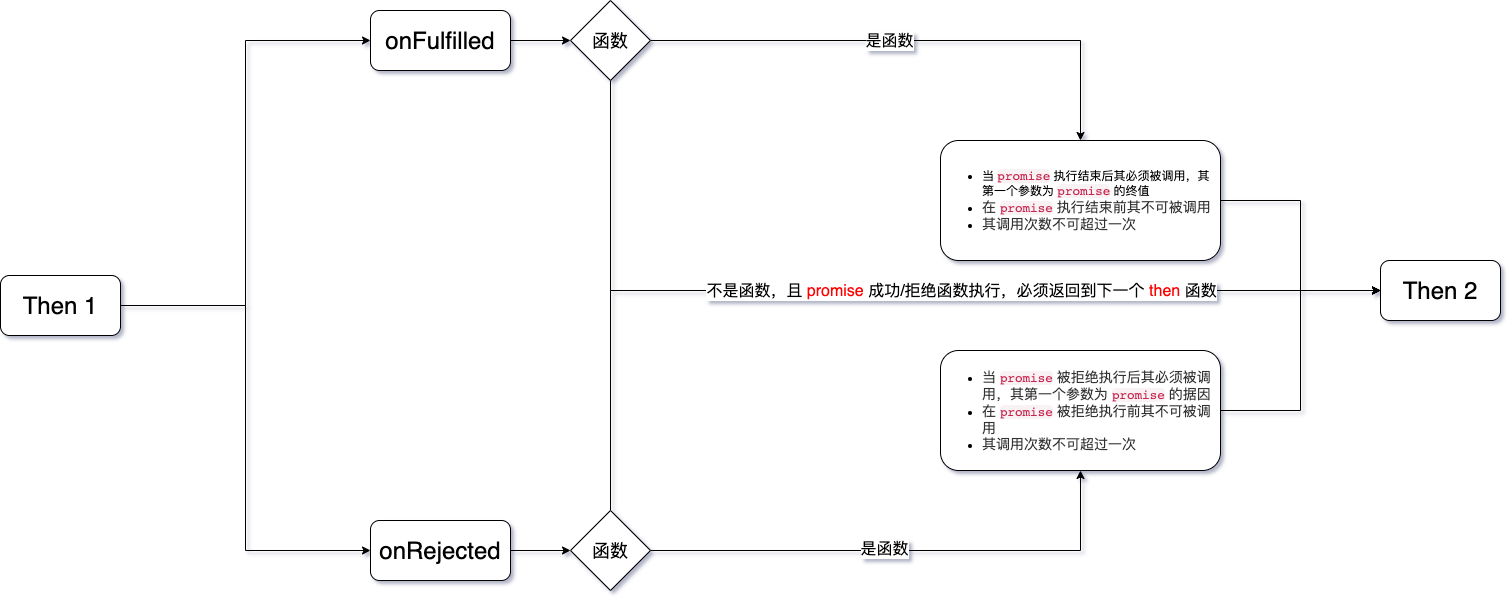 onFulfilled
函数
是函数
当 promise 执行结束后其必须被调用，其
第一个参数为 promise 的终值
在 promise 执行结束前其不可被调用
其调用次数不可超过一次
Then 1
不是函数，且 promise 成功/拒绝函数执行，必须返回到下一个 then 函数
Then 2
当 promise 被拒绝执行后其必须被调
用，其第一个参数为 promise 的据因
在 promise 被拒绝执行前其不可被调
用
其调用次数不可超过一次
onRejected
函数
是函数